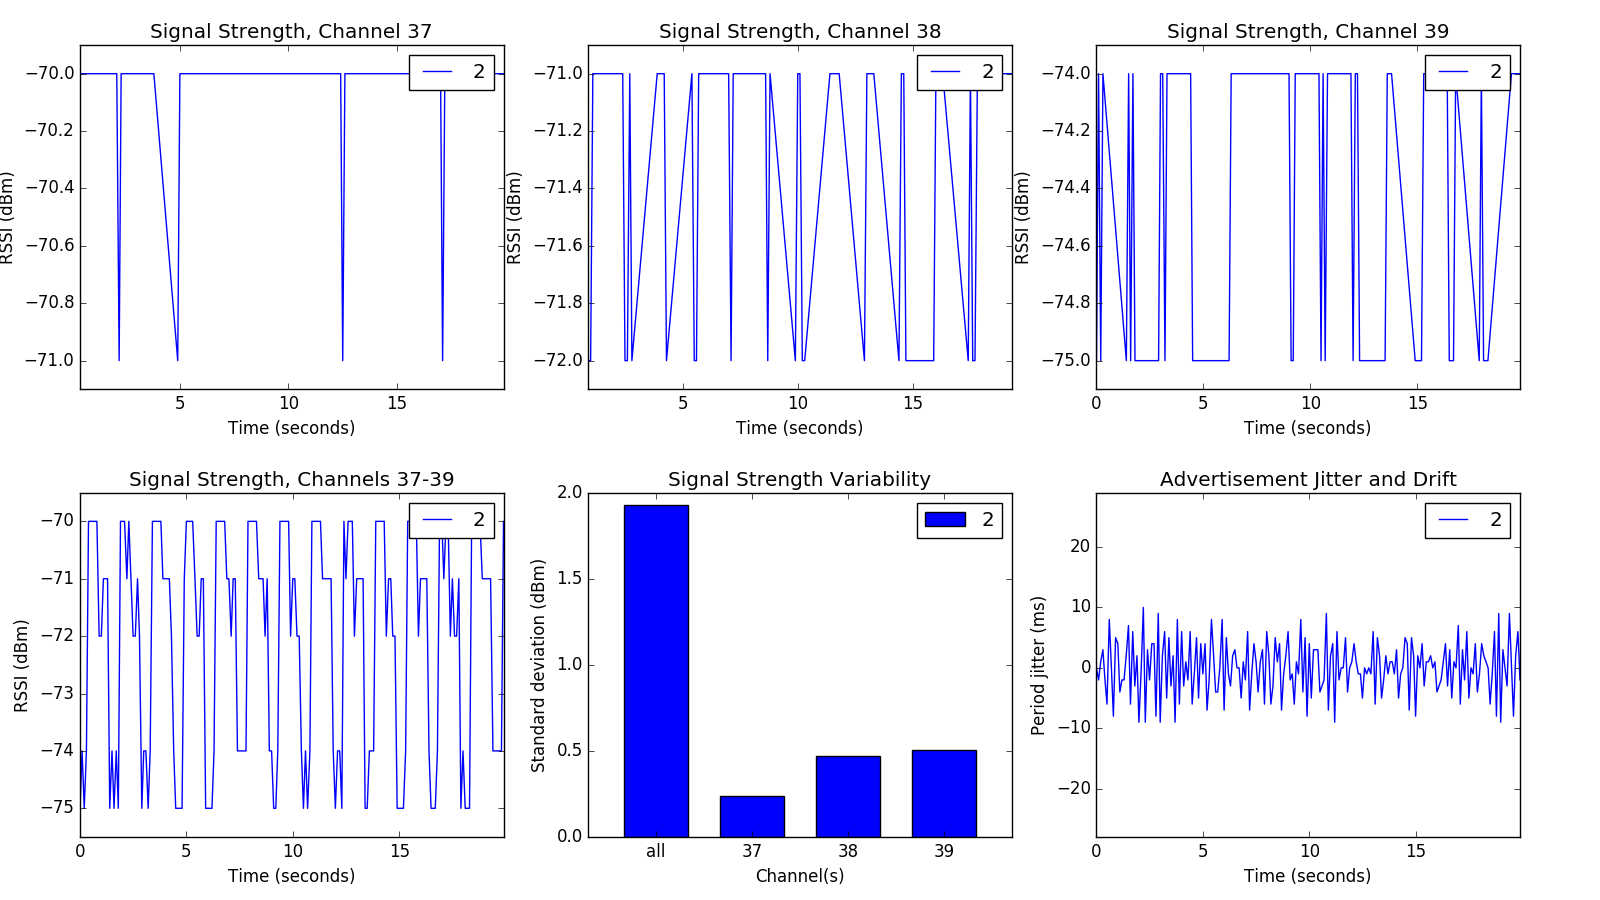 Signal Strength, Channel 37
2
−70.0
−70.2
−70.4
−70.6
−70.8
−71.0
RSSI (dBm)
5 10 15
Time (seconds)
Signal Strength, Channel 38
2
−71.0
−71.2
−71.4
−71.6
−71.8
−72.0
RSSI (dBm)
5 10 15
Time (seconds)
Signal Strength, Channel 39
2
−74.0
−74.2
−74.4
−74.6
−74.8
−75.0
RSSI (dBm)
0 5 10 15
Time (seconds)
Signal Strength, Channels 37-39
2
−70
−71
−72
−73
−74
−75
RSSI (dBm)
0 5 10 15
Time (seconds)
Signal Strength Variability
2
2.0
1.5
1.0
0.5
0.0
Standard deviation (dBm)
all 37 38 39
Channel(s)
Advertisement Jitter and Drift
2
20
10
0
−10
−20
Period jitter (ms)
0 5 10 15
Time (seconds)